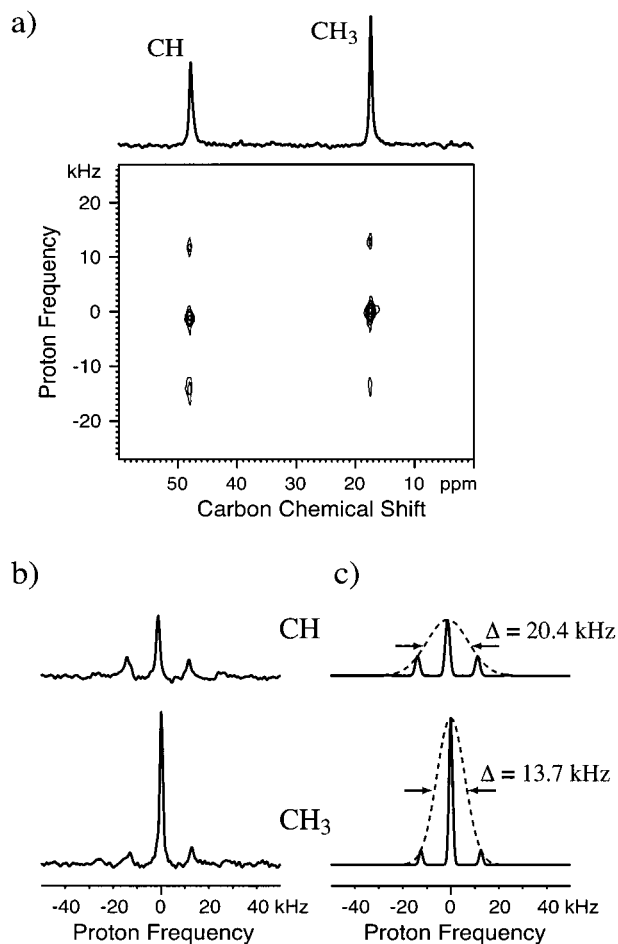 a)
CH
CH3
kHz
20
10
0
-10
-20
Proton Frequency
50 40 30 20 10 ppm
Carbon Chemical Shift
b)
c)
CH
Δ = 20.4 kHz
CH3
Δ = 13.7 kHz
-40 -20 0 20 40 kHz
Proton Frequency
-40 -20 0 20 40 kHz
Proton Frequency